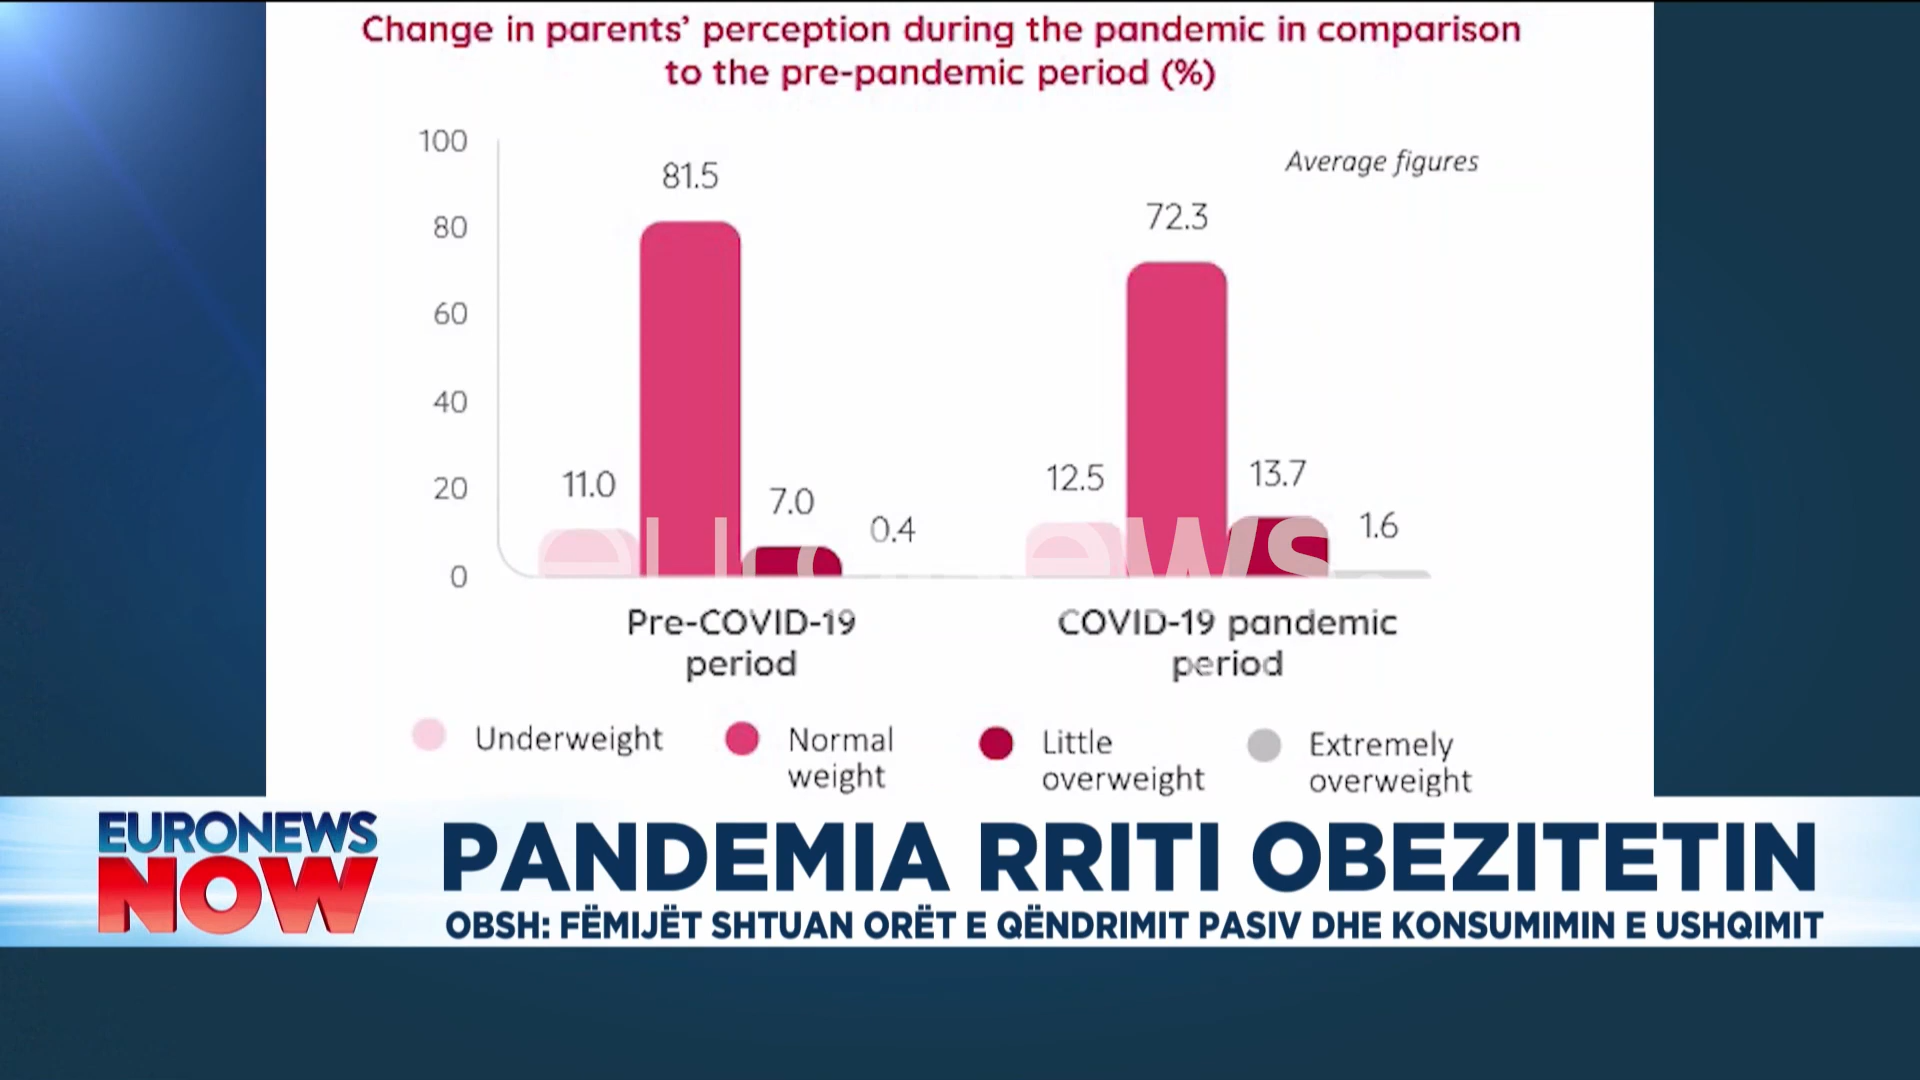 Change in parents’ perception during the pandemic in comparison
to the pre-pandemic period (%)
Average figures
100
80
60
40
20
0
81.5
11.0
7.0
0.4
72.3
12.5
13.7
1.6
Pre-COVID-19
period
COVID-19 pandemic
period
Underweight
Normal
weight
Little
overweight
Extremely
overweight
euronews.
EURONEWS
NOW
PANDEMIA RRITI OBEZITETIN
OBSH: FËMIJËT SHTUAN ORËT E QËNDRIMIT PASIV DHE KONSUMIMIN E USHQIMIT